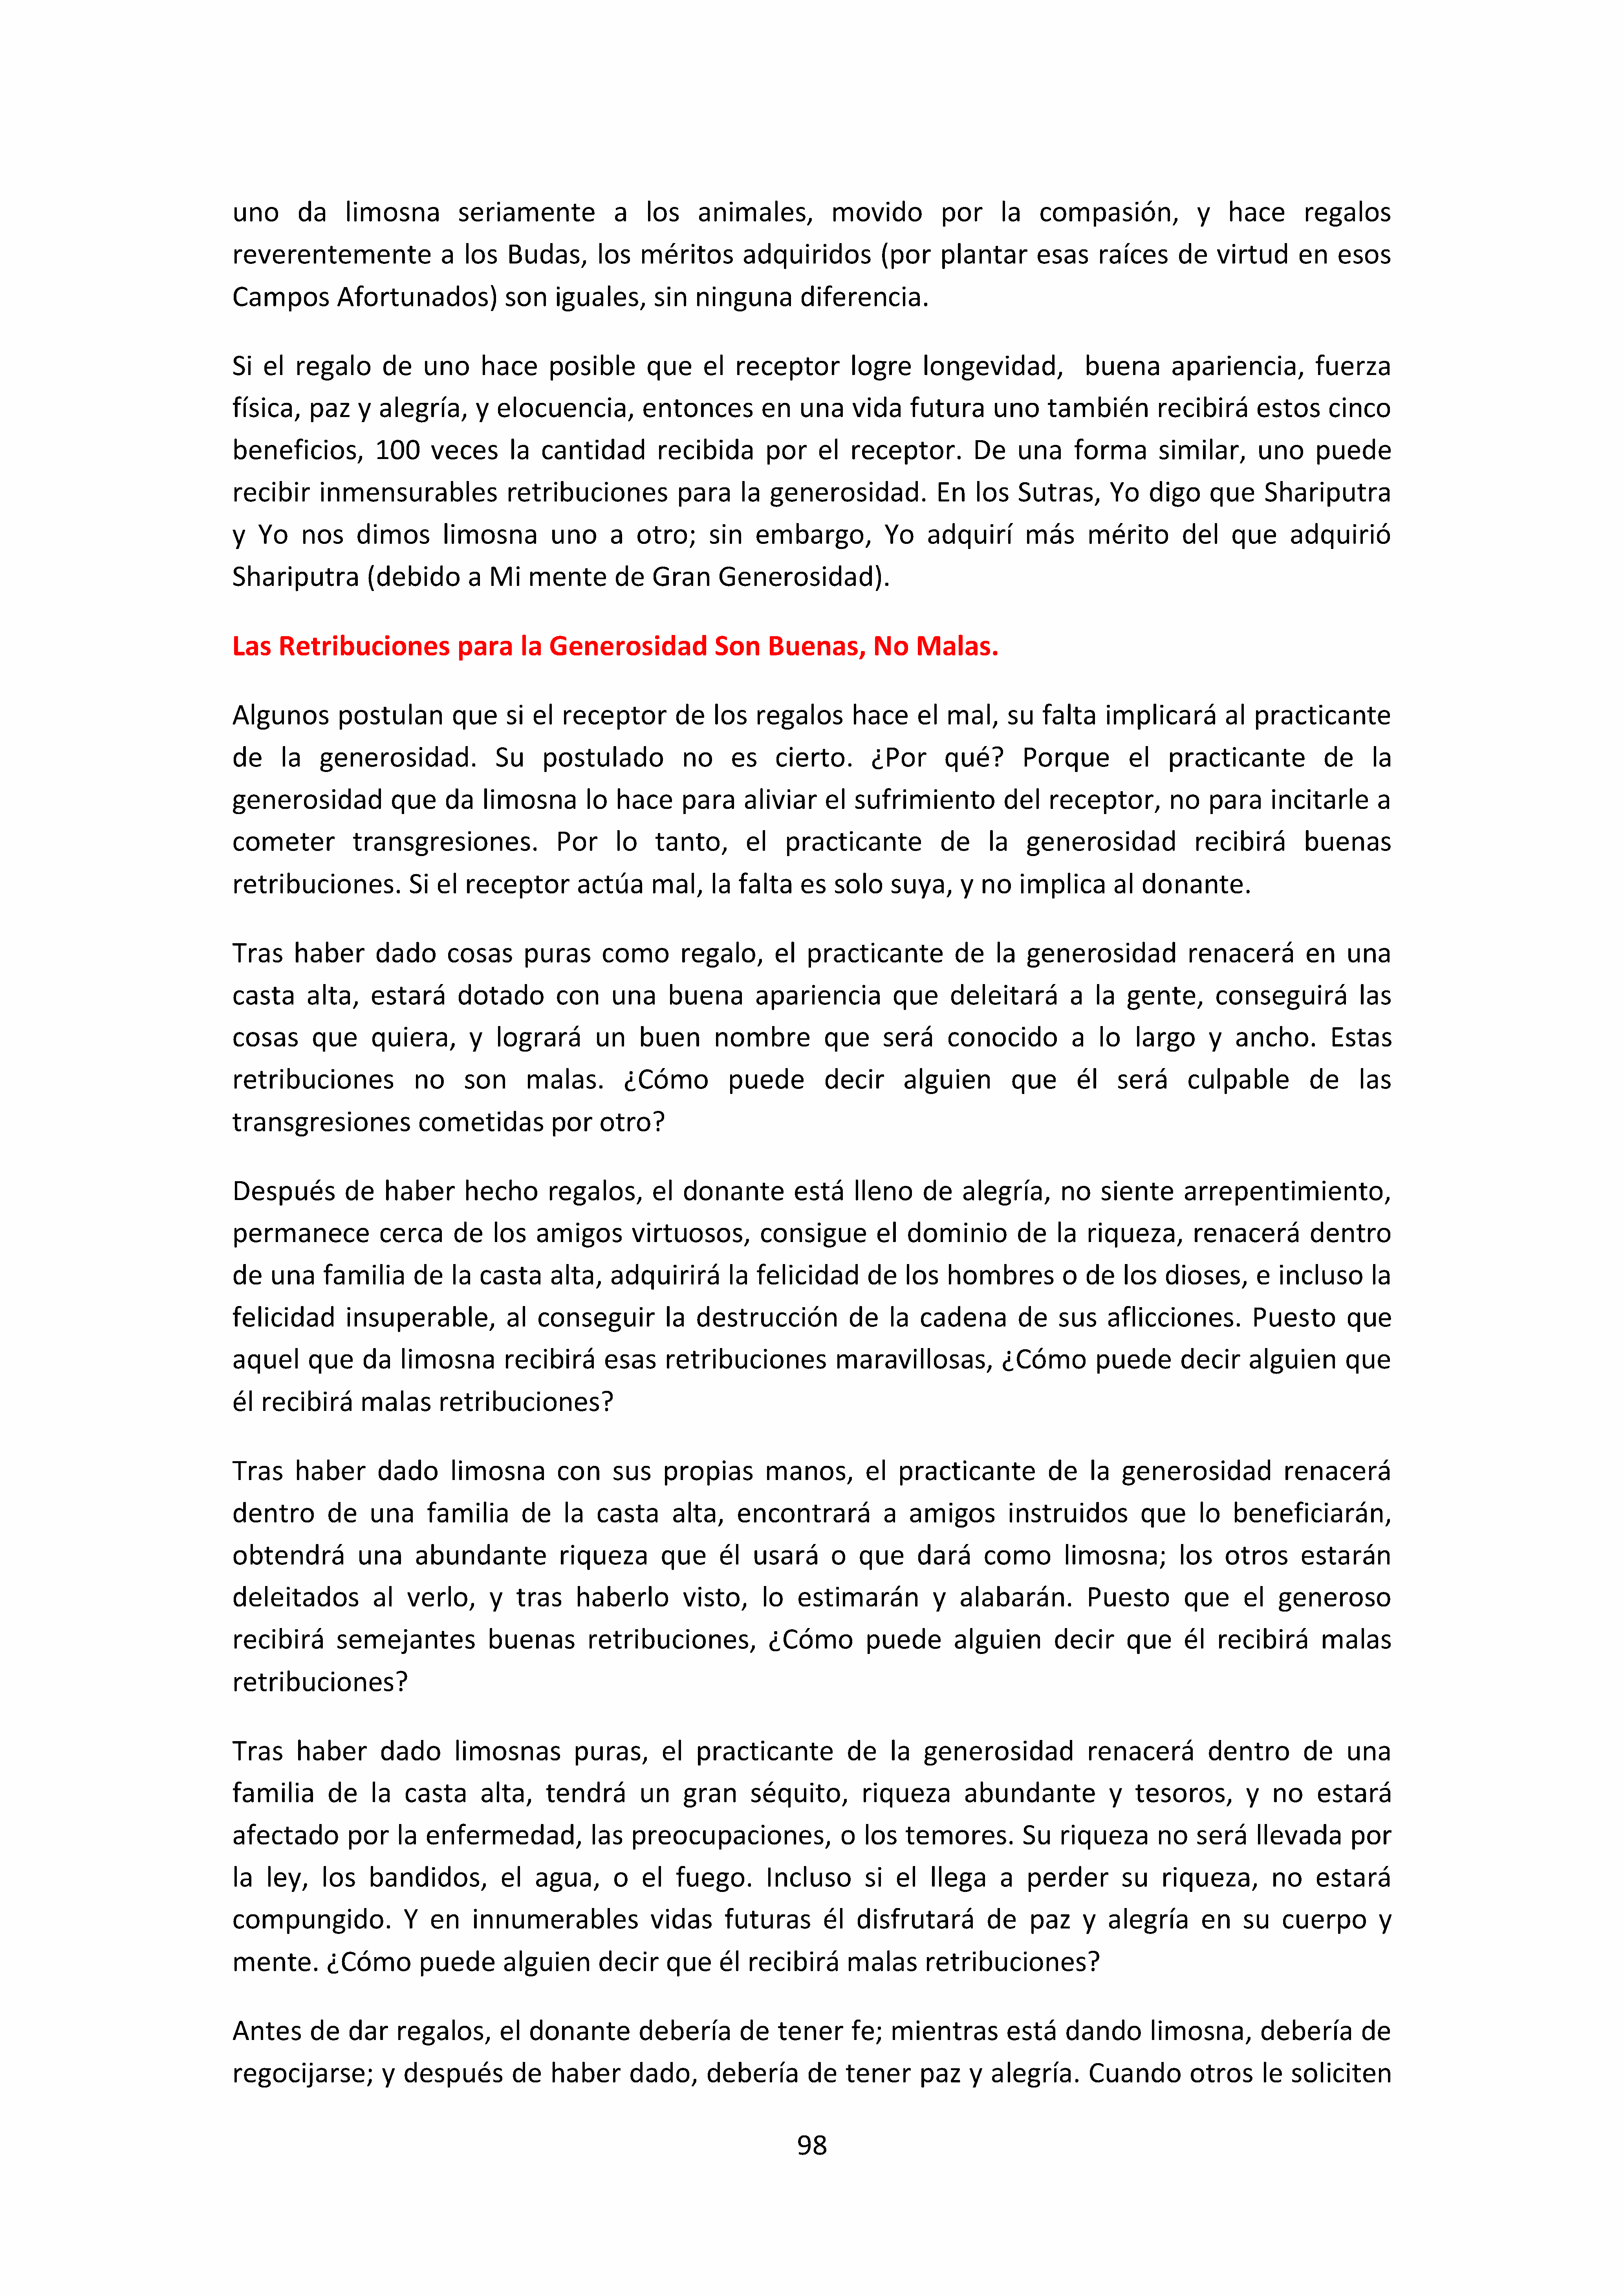 uno da limosna seriamente a los animales, movido por la compasión, y hace regalos
reverentemente a los Budas, los méritos adquiridos (por plantar esas raíces de virtud en esos
Campos Afortunados) son iguales, sin ninguna diferencia.
Si el regalo de uno hace posible que el receptor logre longevidad, buena apariencia, fuerza
física, paz y alegría, y elocuencia, entonces en una vida futura uno también recibirá estos cinco
beneficios, 100 veces la cantidad recibida por el receptor. De una forma similar, uno puede
recibir inmensurables retribuciones para la generosidad. En los Sutras, Yo digo que Shariputra
y Yo nos dimos limosna uno a otro; sin embargo, Yo adquirí más mérito del que adquirió
Shariputra (debido a Mi mente de Gran Generosidad).
Las Retribuciones para la Generosidad Son Buenas, No Malas.
Algunos postulan que si el receptor de los regalos hace el mal, su falta implicará al practicante
de la generosidad. Su postulado no es cierto. ¿Por qué? Porque el practicante de la
generosidad que da limosna lo hace para aliviar el sufrimiento del receptor, no para incitarle a
cometer transgresiones. Por lo tanto, el practicante de la generosidad recibirá buenas
retribuciones. Si el receptor actúa mal, la falta es solo suya, y no implica al donante.
Tras haber dado cosas puras como regalo, el practicante de la generosidad renacerá en una
casta alta, estará dotado con una buena apariencia que deleitará a la gente, conseguirá las
cosas que quiera, y logrará un buen nombre que será conocido a lo largo y ancho. Estas
retribuciones no son malas. ¿Cómo puede decir alguien que él será culpable de las
transgresiones cometidas por otro?
Después de haber hecho regalos, el donante está lleno de alegría, no siente arrepentimiento,
permanece cerca de los amigos virtuosos, consigue el dominio de la riqueza, renacerá dentro
de una familia de la casta alta, adquirirá la felicidad de los hombres o de los dioses, e incluso la
felicidad insuperable, al conseguir la destrucción de la cadena de sus aflicciones. Puesto que
aquel que da limosna recibirá esas retribuciones maravillosas, ¿Cómo puede decir alguien que
él recibirá malas retribuciones?
Tras haber dado limosna con sus propias manos, el practicante de la generosidad renacerá
dentro de una familia de la casta alta, encontrará a amigos instruidos que lo beneficiarán,
obtendrá una abundante riqueza que él usará o que dará como limosna; los otros estarán
deleitados al verlo, y tras haberlo visto, lo estimarán y alabarán. Puesto que el generoso
recibirá semejantes buenas retribuciones, ¿Cómo puede alguien decir que él recibirá malas
retribuciones?
Tras haber dado limosnas puras, el practicante de la generosidad renacerá dentro de una
familia de la casta alta, tendrá un gran séquito, riqueza abundante y tesoros, y no estará
afectado por la enfermedad, las preocupaciones, o los temores. Su riqueza no será llevada por
la ley, los bandidos, el agua, o el fuego. Incluso si el llega a perder su riqueza, no estará
compungido. Y en innumerables vidas futuras él disfrutará de paz y alegría en su cuerpo y
mente. ¿Cómo puede alguien decir que él recibirá malas retribuciones?
Antes de dar regalos, el donante debería de tener fe; mientras está dando limosna, debería de
regocijarse; y después de haber dado, debería de tener paz y alegría. Cuando otros le soliciten
98